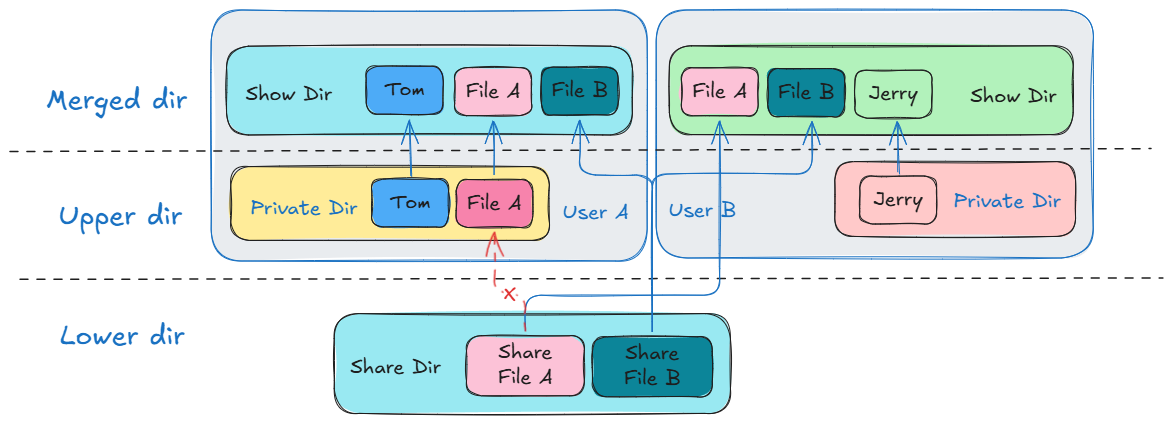 Merged dir
Show Dir
Tom
File A
File B
File A
File B
Jerry
Show Dir
Upper dir
Private Dir
Tom
File A
User A
User B
Jerry
Private Dir
x
Lower dir
Share Dir
Share
File A
Share
File B